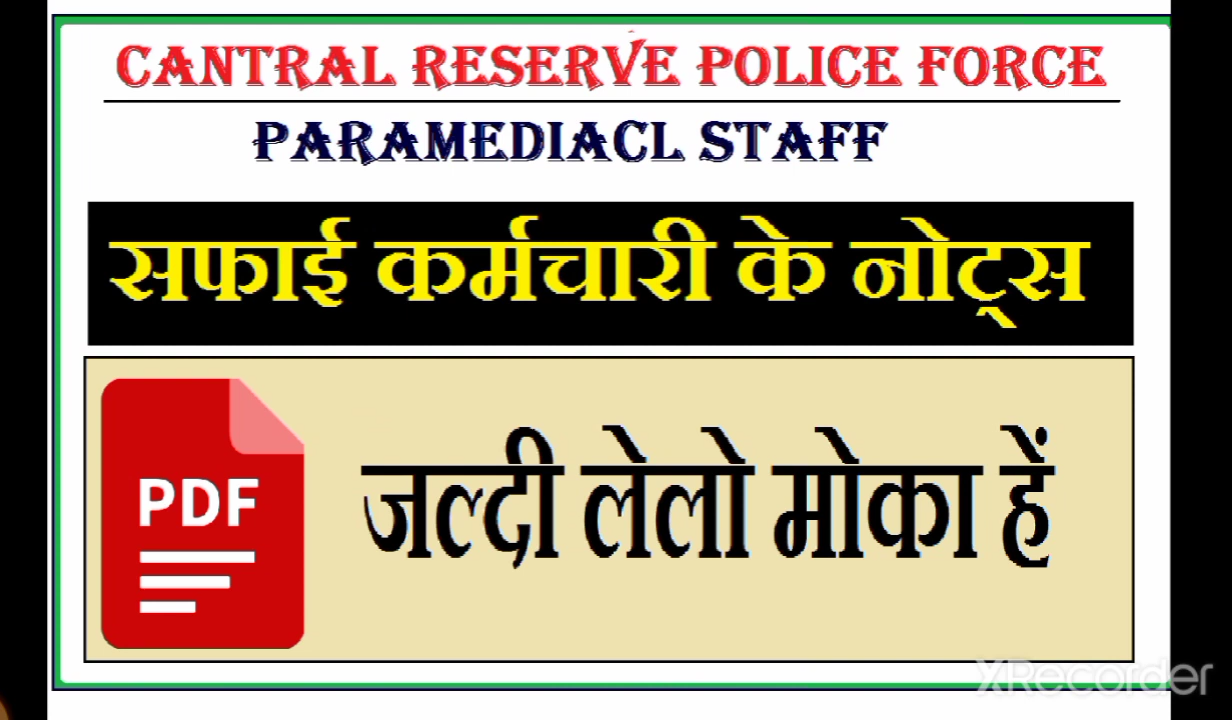 CANTRAL RESERVE POLICE FORCE
PARAMEDIACL STAFF
सफाई कर्मचारी के नोट्स
PDF
जल्दी लेलो मोका हें
XRecorder